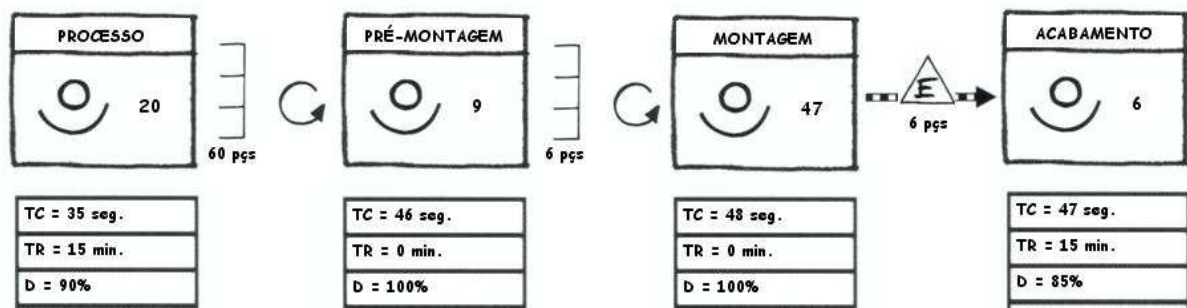 PROCESSO
20
60 pçs
TC = 35 seg.
TR = 15 min.
D = 90%
PRÉ-MONTAGEM
9
6 pçs
TC = 46 seg.
TR = 0 min.
D = 100%
MONTAGEM
47
E
6 pçs
TC = 48 seg.
TR = 0 min.
D = 100%
ACABAMENTO
6
TC = 47 seg.
TR = 15 min.
D = 85%